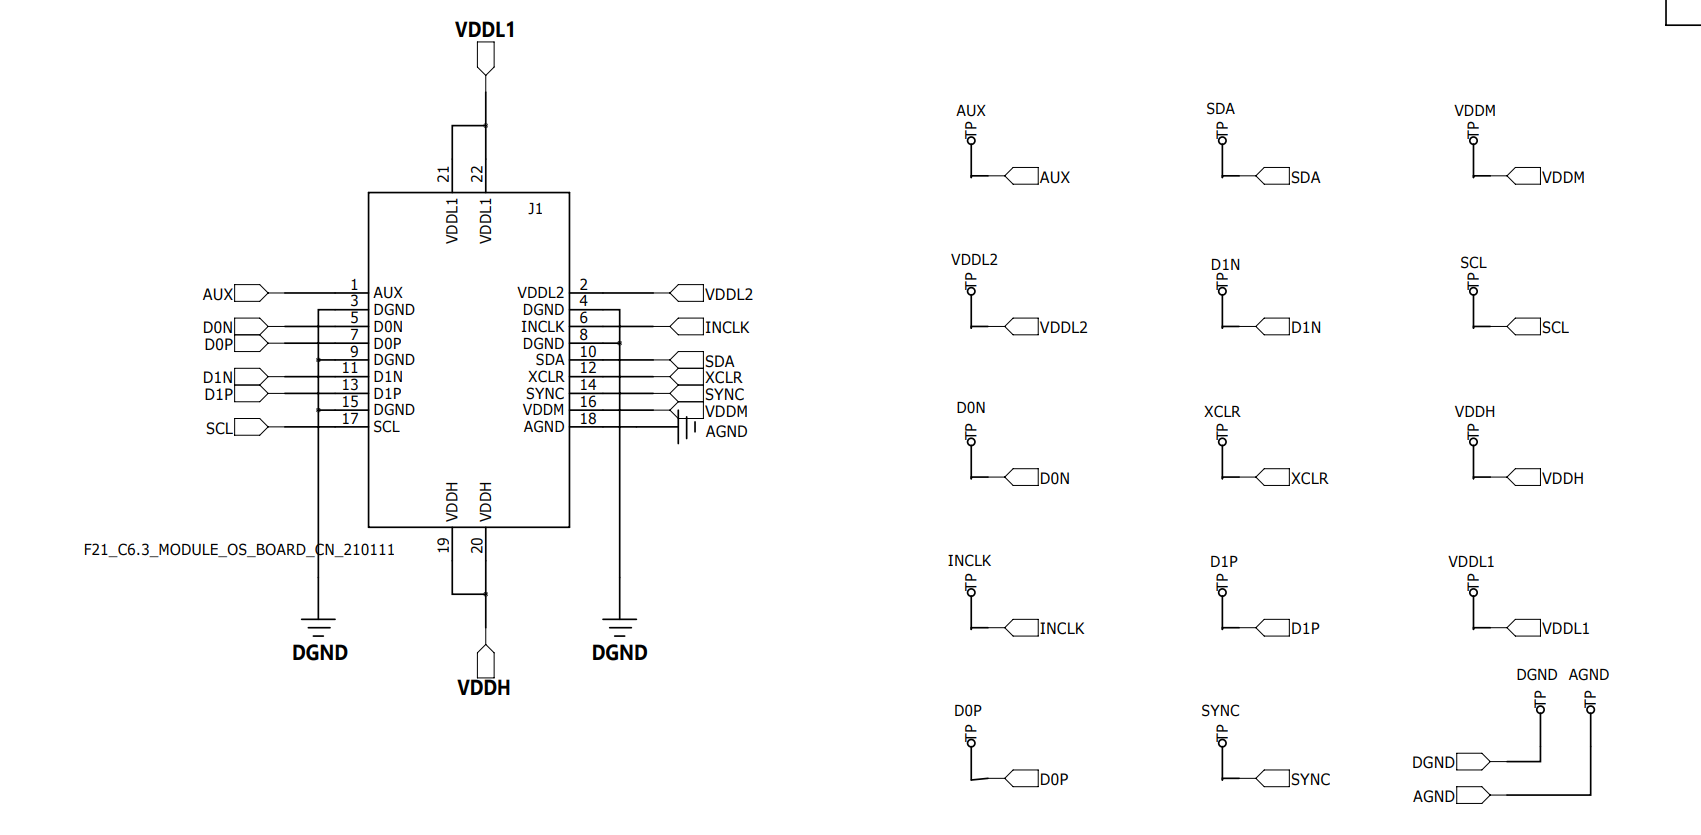 VDDL1
21
22
VDDL1
VDDL1
J1
AUX
1
AUX
3
DGND
D0N
5
D0N
D0P
7
D0P
9
DGND
D1N
11
D1N
D1P
13
D1P
15
DGND
SCL
17
SCL
VDDL2
2
VDDL2
DGND
4
INCLK
6
INCLK
DGND
8
SDA
10
SDA
XCLR
12
XCLR
SYNC
14
SYNC
VDDM
16
VDDM
AGND
18
AGND
VDDH
VDDH
19
20
F21_C6.3_MODULE_OS_BOARD_CN_210111
DGND
DGND
VDDH
AUX
TP
AUX
SDA
TP
SDA
VDDM
TP
VDDM
VDDL2
TP
VDDL2
D1N
TP
D1N
SCL
TP
SCL
D0N
TP
D0N
XCLR
TP
XCLR
VDDH
TP
VDDH
INCLK
TP
INCLK
D1P
TP
D1P
VDDL1
TP
VDDL1
D0P
TP
D0P
SYNC
TP
SYNC
DGND
AGND
TP
TP
DGND
AGND